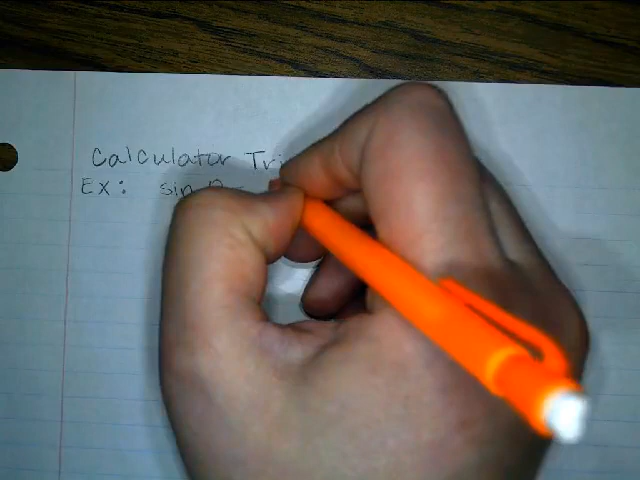 Calculator Tri
Ex: sin θ =